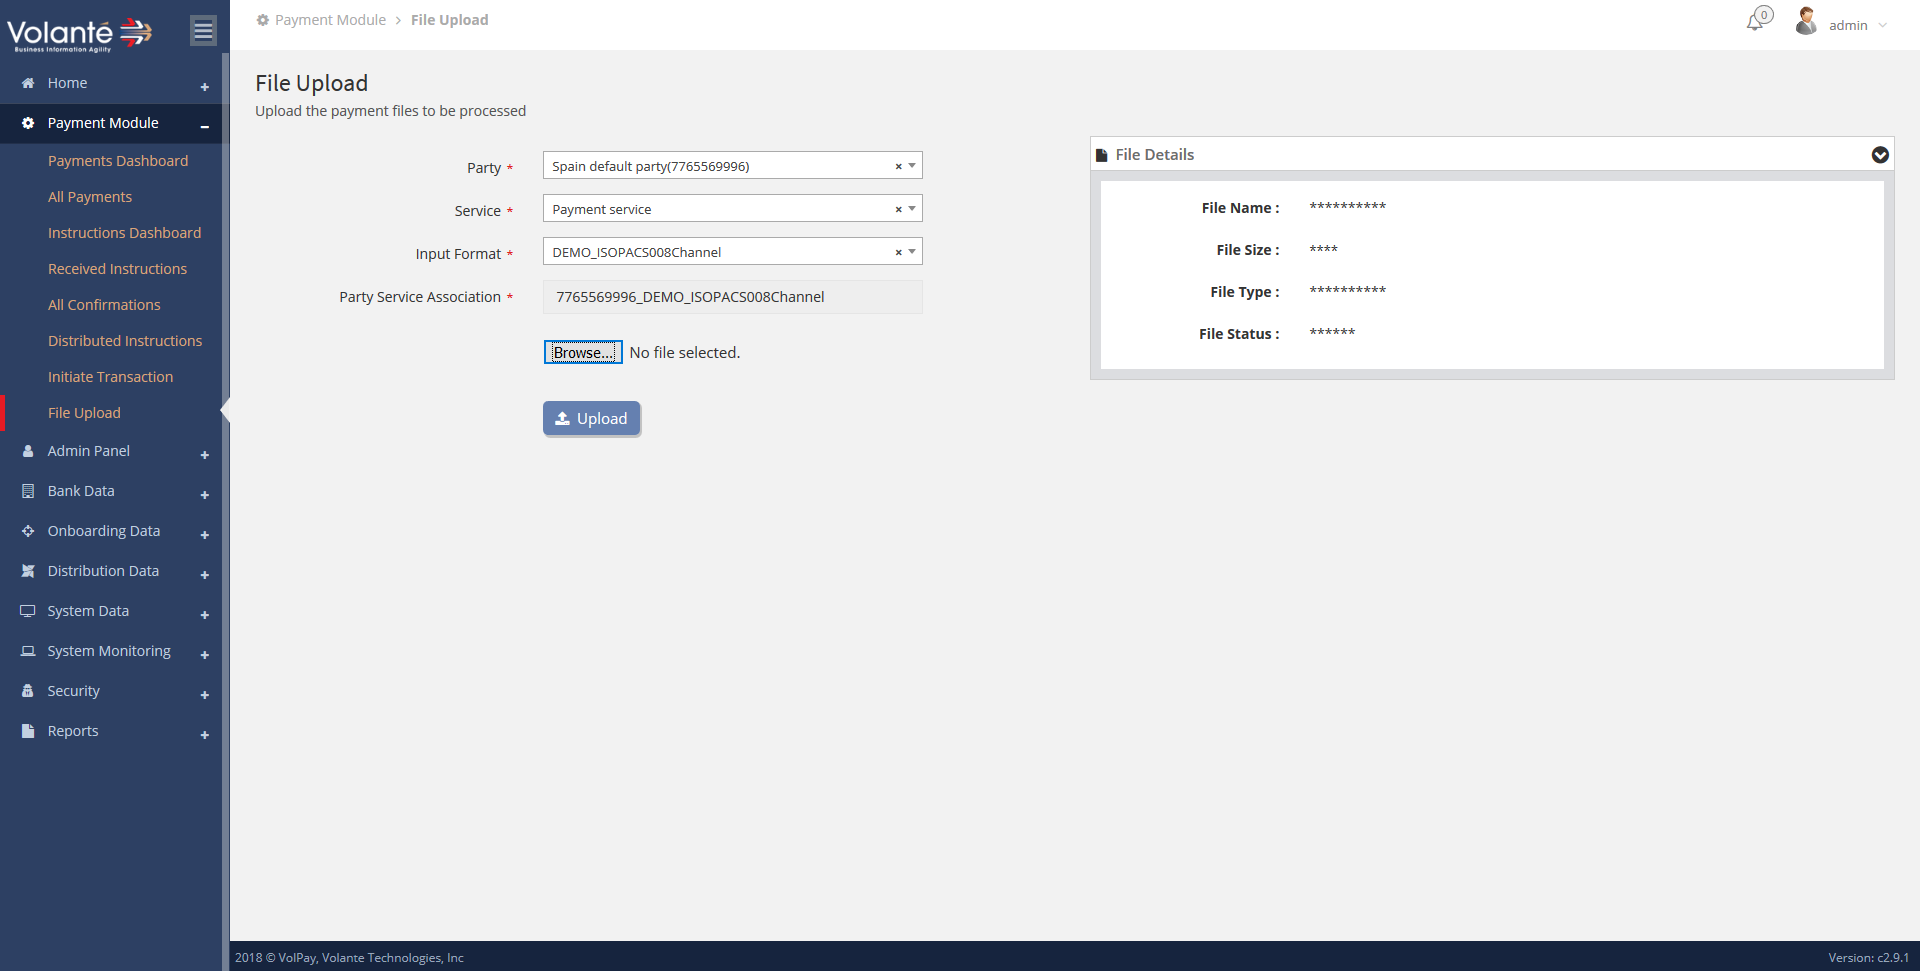 Volanté
Business Information Agility
Home
Payment Module
Payments Dashboard
All Payments
Instructions Dashboard
Received Instructions
All Confirmations
Distributed Instructions
Initiate Transaction
File Upload
Admin Panel
Bank Data
Onboarding Data
Distribution Data
System Data
System Monitoring
Security
Reports
Payment Module > File Upload
0
admin
File Upload
Upload the payment files to be processed
Party * Spain default party(7765569996) ×
Service * Payment service ×
Input Format * DEMO_ISOPACS008Channel ×
Party Service Association * 7765569996_DEMO_ISOPACS008Channel
Browse... No file selected.
Upload
File Details
File Name : **********
File Size : ****
File Type : **********
File Status : ******
2018 © VolPay, Volante Technologies, Inc
Version: c2.9.1